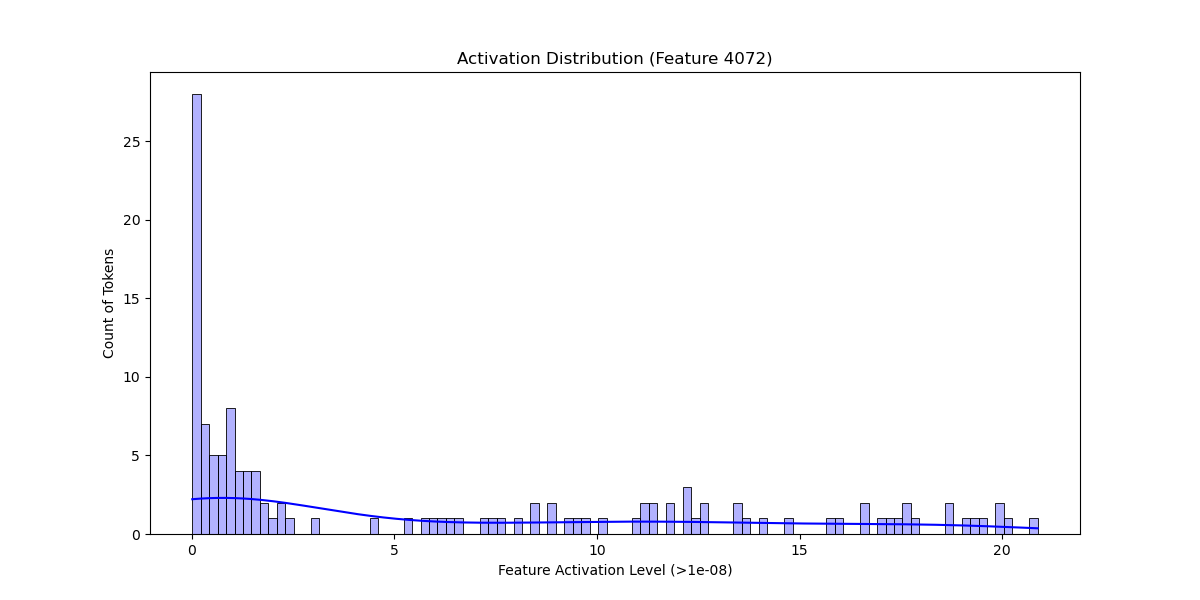 Activation Distribution (Feature 4072)
Count of Tokens
25
20
15
10
5
0
0 5 10 15 20
Feature Activation Level (>1e-08)